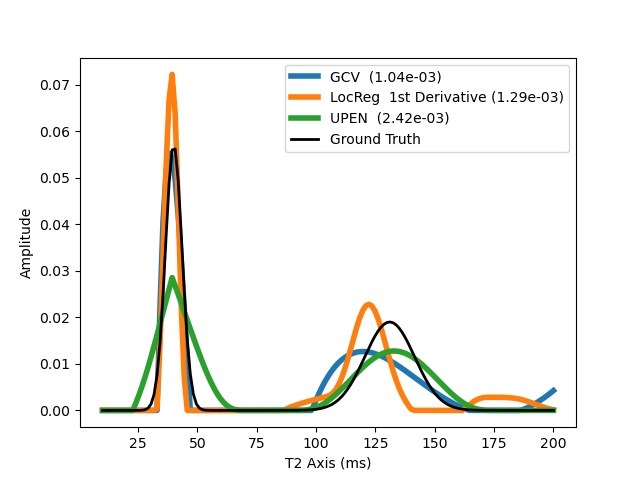 GCV  (1.04e-03)
LocReg  1st Derivative (1.29e-03)
UPEN  (2.42e-03)
Ground Truth
0.07
0.06
0.05
0.04
0.03
0.02
0.01
0.00
Amplitude
25
50
75
100
125
150
175
200
T2 Axis (ms)